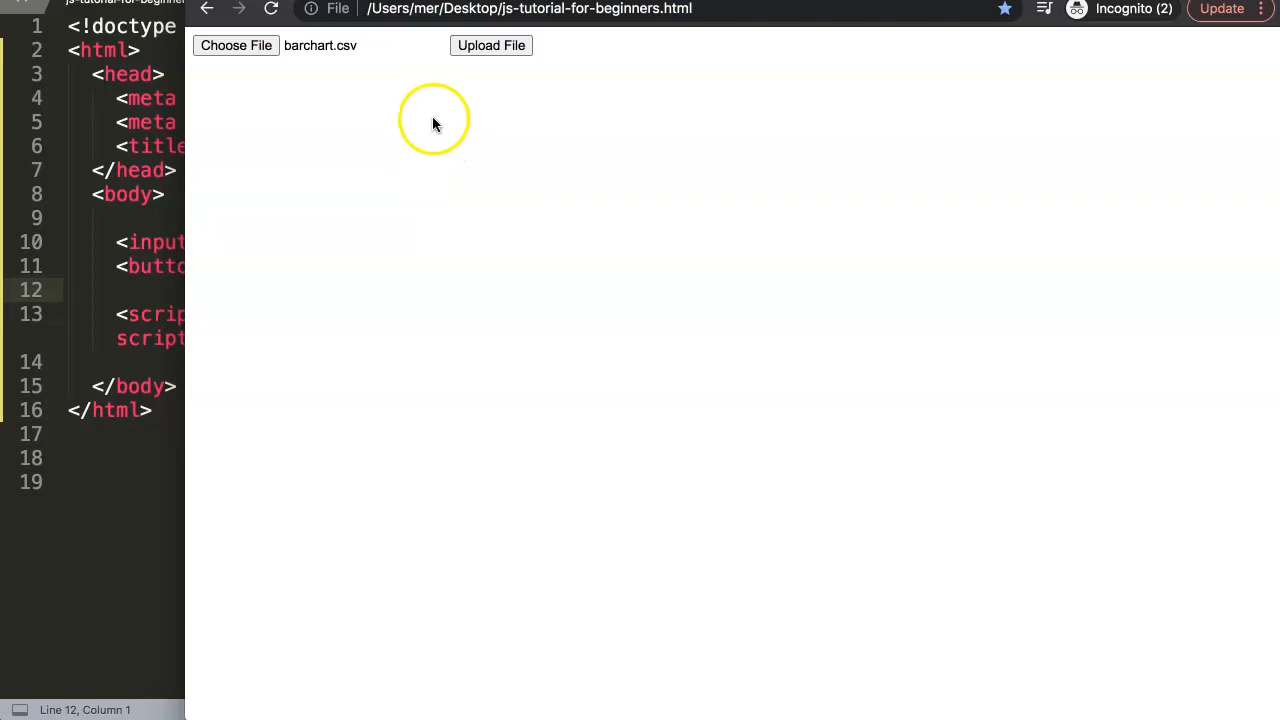 js-tutorial-for-beginners
File /Users/mer/Desktop/js-tutorial-for-beginners.html Incognito (2) Update
Choose File barchart.csv Upload File
1 <!doctype
2 <html>
3 <head>
4 <meta
5 <meta
6 <title
7 </head>
8 <body>
9
10 <input
11 <butto
12
13 <scrip
script
14
15 </body>
16 </html>
17
18
19
Line 12, Column 1